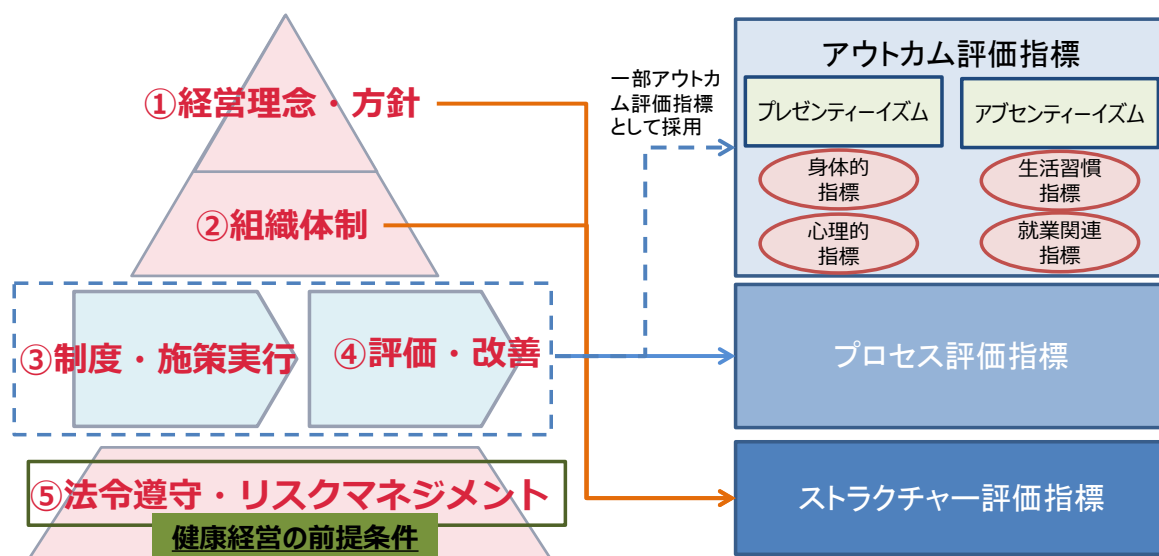 ①経営理念・方針
②組織体制
③制度・施策実行
④評価・改善
⑤法令遵守・リスクマネジメント
健康経営の前提条件
一部アウトカ
ム評価指標
として採用
アウトカム評価指標
プレゼンティーイズム
アブセンティーイズム
身体的
指標
生活習慣
指標
心理的
指標
就業関連
指標
プロセス評価指標
ストラクチャー評価指標